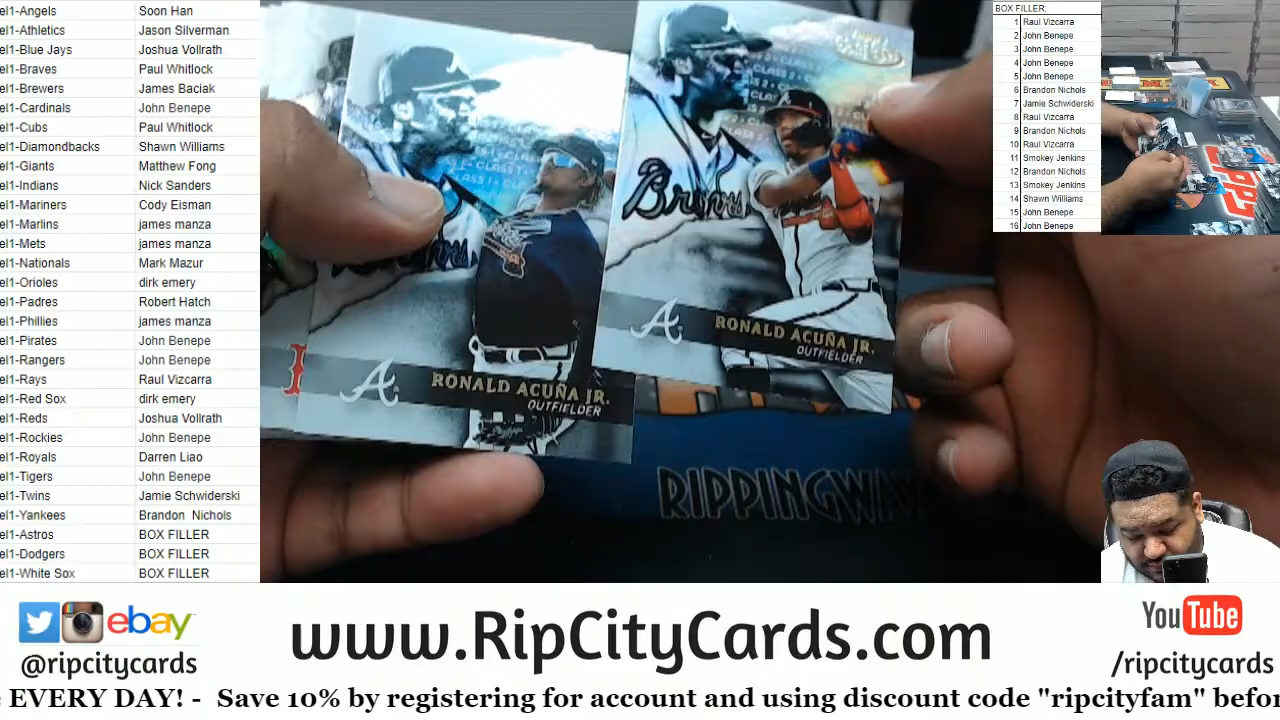 el1-Angels Soon Han
el1-Athletics Jason Silverman
el1-Blue Jays Joshua Vollrath
el1-Braves Paul Whitlock
el1-Brewers James Baciak
el1-Cardinals John Benepe
el1-Cubs Paul Whitlock
el1-Diamondbacks Shawn Williams
el1-Giants Matthew Fong
el1-Indians Nick Sanders
el1-Mariners Cody Eisman
el1-Marlins james manza
el1-Mets james manza
el1-Nationals Mark Mazur
el1-Orioles dirk emery
el1-Padres Robert Hatch
el1-Phillies james manza
el1-Pirates John Benepe
el1-Rangers John Benepe
el1-Rays Raul Vizcarra
el1-Red Sox dirk emery
el1-Reds Joshua Vollrath
el1-Rockies John Benepe
el1-Royals Darren Liao
el1-Tigers John Benepe
el1-Twins Jamie Schwiderski
el1-Yankees Brandon Nichols
el1-Astros BOX FILLER
el1-Dodgers BOX FILLER
el1-White Sox BOX FILLER
CLASS 1
A
RONALD ACUÑA JR.
OUTFIELDER
CLASS 2
Braves
A
RONALD ACUÑA JR.
OUTFIELDER
RIPPINGWA
BOX FILLER:
1 Raul Vizcarra
2 John Benepe
3 John Benepe
4 John Benepe
5 John Benepe
6 Brandon Nichols
7 Jamie Schwiderski
8 Raul Vizcarra
9 Brandon Nichols
10 Raul Vizcarra
11 Smokey Jenkins
12 Brandon Nichols
13 Smokey Jenkins
14 Shawn Williams
15 John Benepe
16 John Benepe
ebay
@ripcitycards
www.RipCityCards.com
YouTube
/ripcitycards
e EVERY DAY! - Save 10% by registering for account and using discount code "ripcityfam" befor